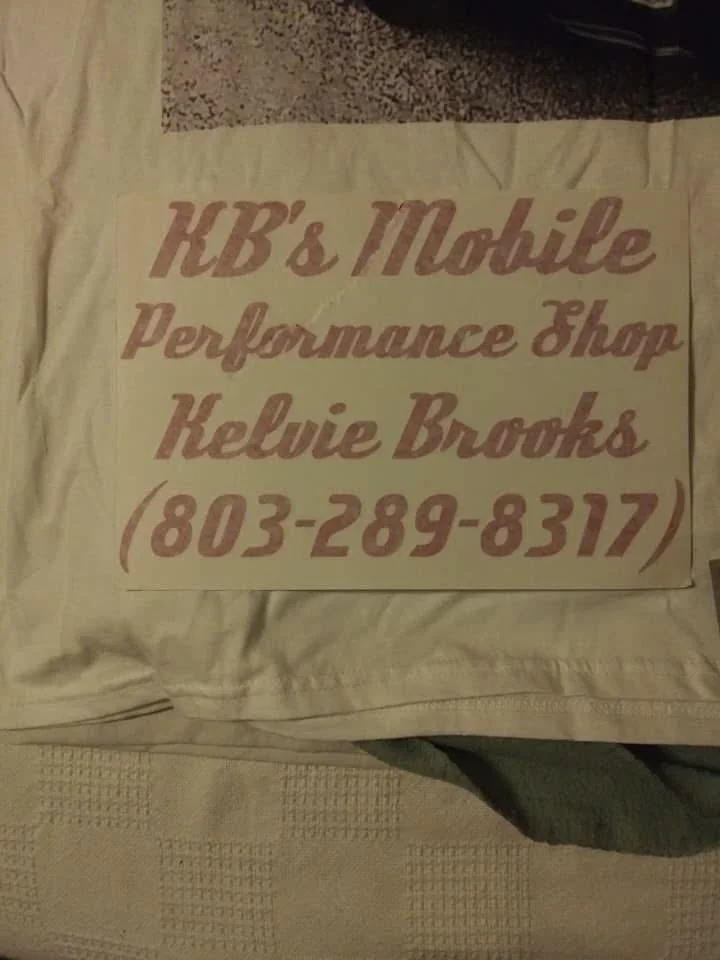 KB's Mobile
Performance Shop
Kelvie Brooks
(803-289-8317)